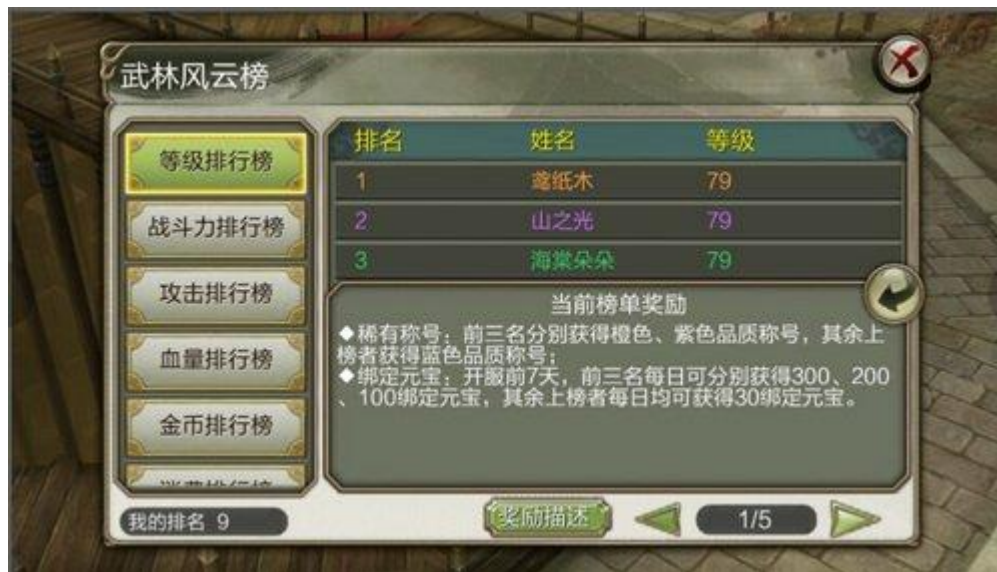 武林风云榜
等级排行榜
战斗力排行榜
攻击排行榜
血量排行榜
金币排行榜
排名 姓名 等级
1 鸢纸木 79
2 山之光 79
3 海棠朵朵 79
当前榜单奖励
◆稀有称号：前三名分别获得橙色、紫色品质称号，其余上
榜者获得蓝色品质称号；
◆绑定元宝：开服前7天，前三名每日可分别获得300、200
、100绑定元宝，其余上榜者每日均可获得30绑定元宝。
我的排名 9
奖励描述
1/5